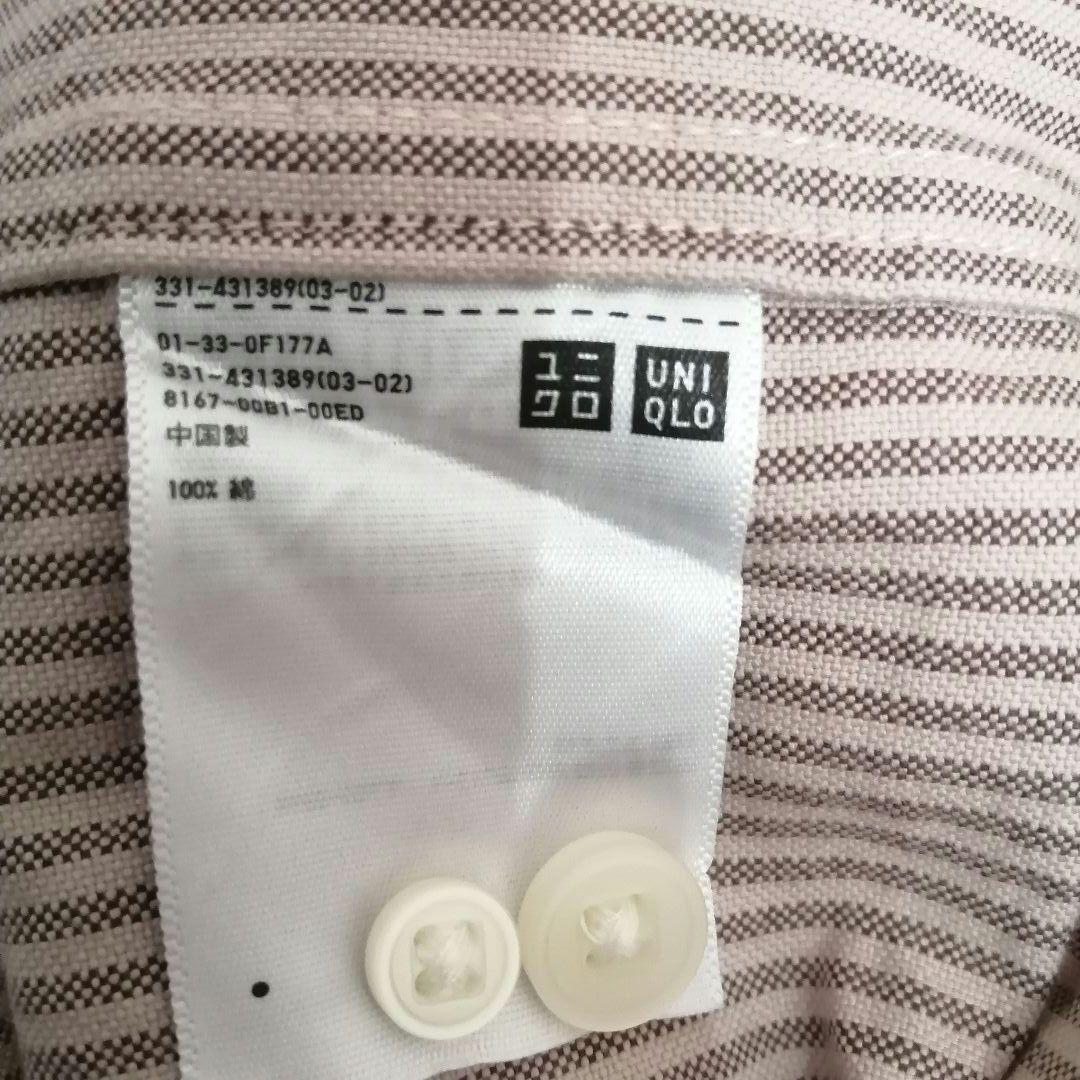 331-431389(03-02)
01-33-0F177A
331-431389(03-02)
8167-00B1-00ED
中国製
100% 綿
ユニ
クロ
UNI
QLO